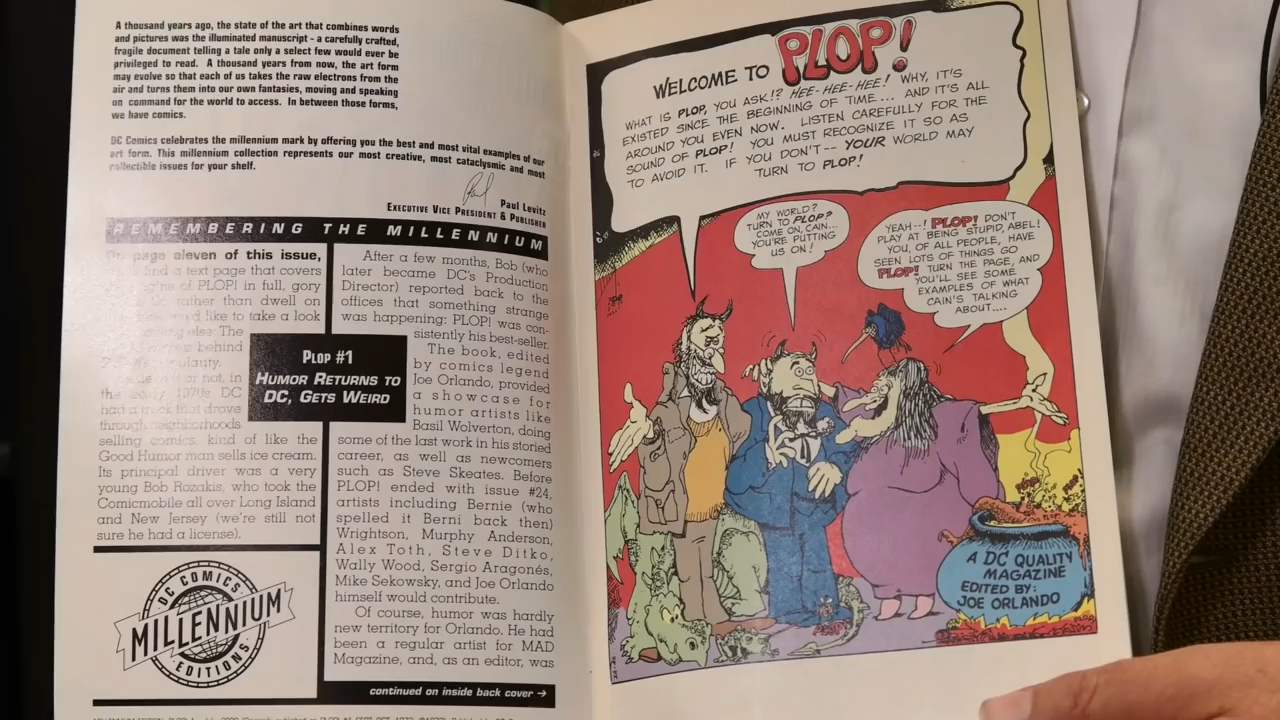 A thousand years ago, the state of the art that combines words
and pictures was the illuminated manuscript - a carefully crafted,
fragile document telling a tale only a select few would ever be
privileged to read. A thousand years from now, the art form
may evolve so that each of us takes the raw electrons from the
air and turns them into our own fantasies, moving and speaking
on command for the world to access. In between those forms,
we have comics.
DC Comics celebrates the millennium mark by offering you the best and most vital examples of our
art form. This millennium collection represents our most creative, most cataclysmic and most
collectible issues for your shelf.
Paul
Paul Levitz
Executive Vice President & Publisher
REMEMBERING THE MILLENNIUM
On page eleven of this issue,
find a text page that covers
of PLOP! in full, gory
rather than dwell on
like to take a look
else: The
behind
or not, in
the early 1970s DC
had a truck that drove
through neighborhoods
selling comics, kind of like the
Good Humor man sells ice cream.
Its principal driver was a very
young Bob Rozakis, who took the
Comicmobile all over Long Island
and New Jersey (we're still not
sure he had a license).
Plop #1
Humor Returns to
DC, Gets Weird
After a few months, Bob (who
later became DC's Production
Director) reported back to the
offices that something strange
was happening: PLOP! was con-
sistently his best-seller.
The book, edited
by comics legend
Joe Orlando, provided
a showcase for
humor artists like
Basil Wolverton, doing
some of the last work in his storied
career, as well as newcomers
such as Steve Skeates. Before
PLOP! ended with issue #24,
artists including Bernie (who
spelled it Berni back then)
Wrightson, Murphy Anderson,
Alex Toth, Steve Ditko,
Wally Wood, Sergio Aragonés,
Mike Sekowsky, and Joe Orlando
himself would contribute.
Of course, humor was hardly
new territory for Orlando. He had
been a regular artist for MAD
Magazine, and, as an editor, was
continued on inside back cover →
DC COMICS
MILLENNIUM
EDITIONS
WELCOME TO PLOP!
WHAT IS PLOP, YOU ASK!? HEE-HEE-HEE! WHY, IT'S
EXISTED SINCE THE BEGINNING OF TIME... AND IT'S ALL
AROUND YOU EVEN NOW. LISTEN CAREFULLY FOR THE
SOUND OF PLOP! YOU MUST RECOGNIZE IT SO AS
TO AVOID IT. IF YOU DON'T-- YOUR WORLD MAY
TURN TO PLOP!
MY WORLD?
TURN TO PLOP?
COME ON, CAIN...
YOU'RE PUTTING
US ON!
YEAH--! PLOP! DON'T
PLAY AT BEING STUPID, ABEL!
YOU, OF ALL PEOPLE, HAVE
SEEN LOTS OF THINGS GO
PLOP! TURN THE PAGE, AND
YOU'LL SEE SOME
EXAMPLES OF WHAT
CAIN'S TALKING
ABOUT....
PLOP!
A DC QUALITY
MAGAZINE
EDITED BY:
JOE ORLANDO